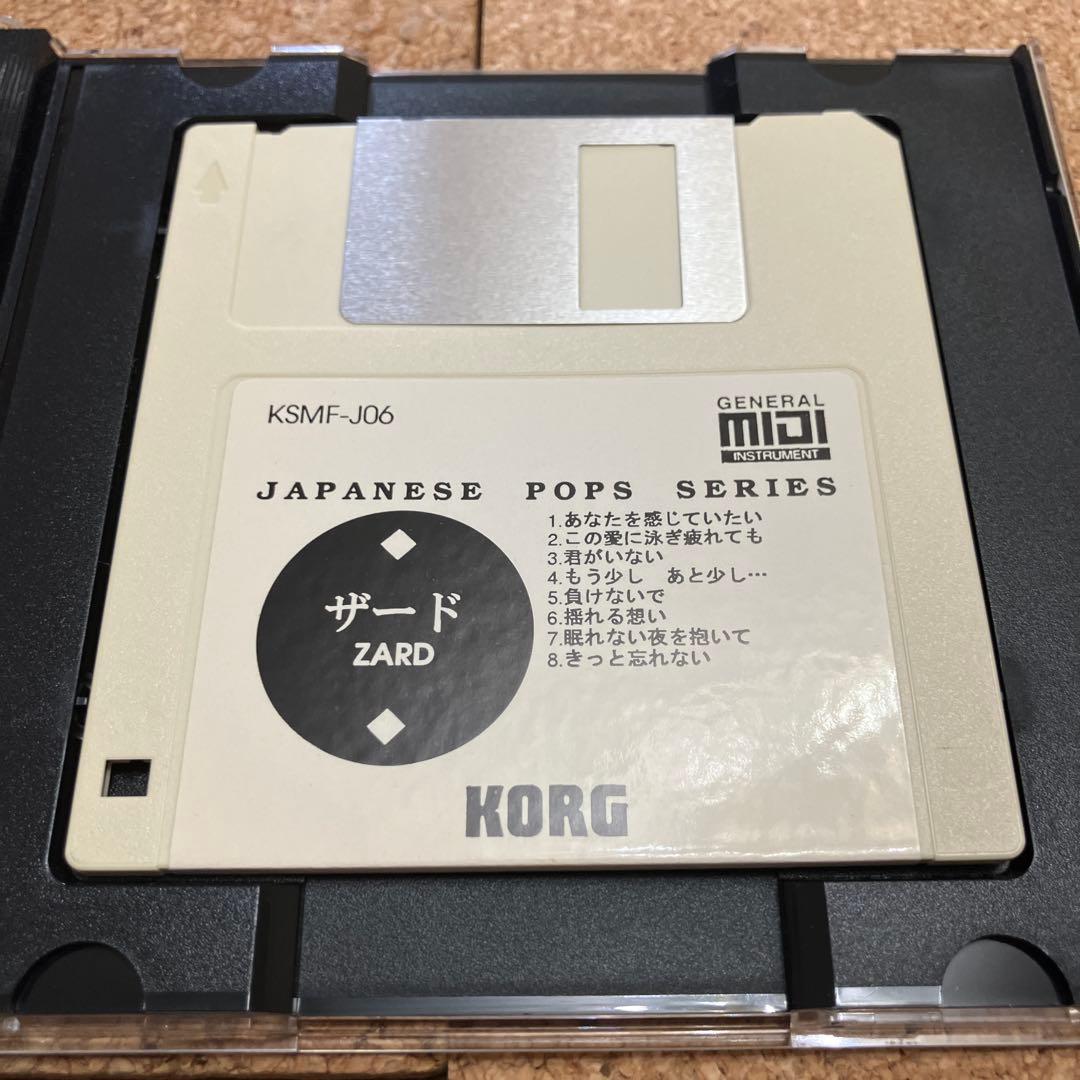 KSMF-J06
GENERAL
MIDI
INSTRUMENT
JAPANESE POPS SERIES
ザード
ZARD
1.あなたを感じていたい
2.この愛に泳ぎ疲れても
3.君がいない
4.もう少し　あと少し…
5.負けないで
6.揺れる想い
7.眠れない夜を抱いて
8.きっと忘れない
KORG